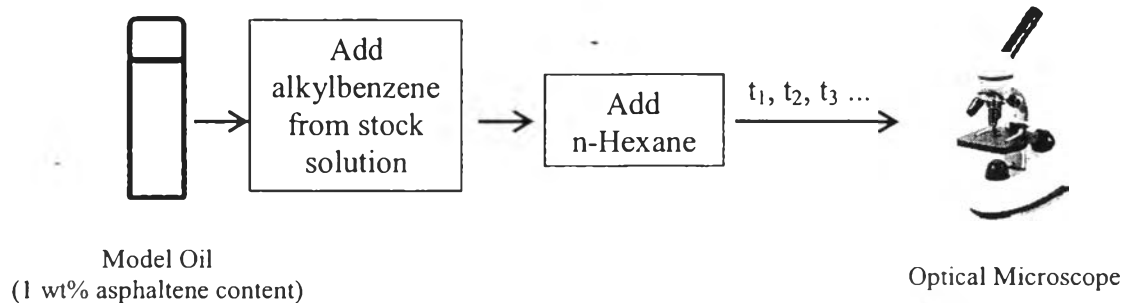 Add
alkylbenzene
from stock
solution
Add
n-Hexane
t₁, t₂, t₃ ...
Model Oil
(1 wt% asphaltene content)
Optical Microscope